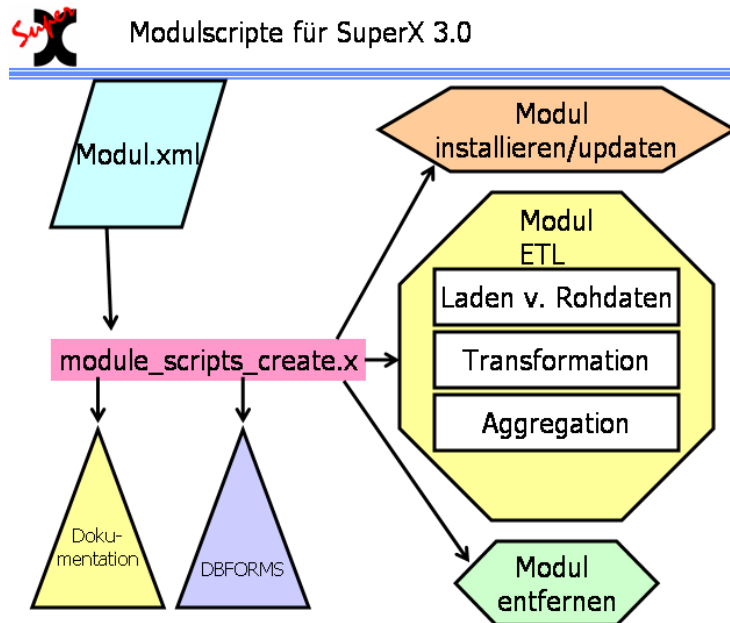 Super X
Modulscripte für SuperX 3.0
Modul.xml
Modul
installieren/updaten
Modul
ETL
Laden v. Rohdaten
Transformation
Aggregation
module_scripts_create.x
Doku-
mentation
DBFORMS
Modul
entfernen